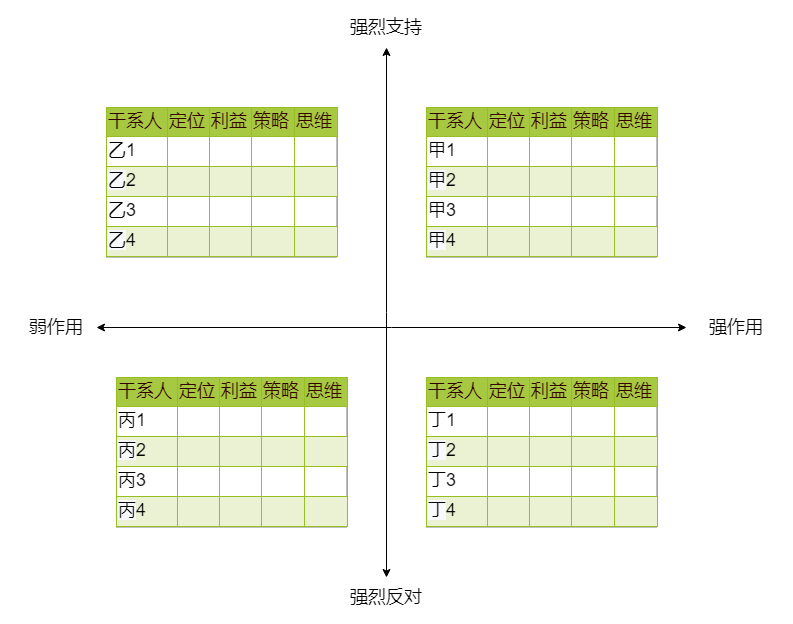 强烈支持
干系人 定位 利益 策略 思维
乙1
乙2
乙3
乙4
干系人 定位 利益 策略 思维
甲1
甲2
甲3
甲4
弱作用
强作用
干系人 定位 利益 策略 思维
丙1
丙2
丙3
丙4
干系人 定位 利益 策略 思维
丁1
丁2
丁3
丁4
强烈反对